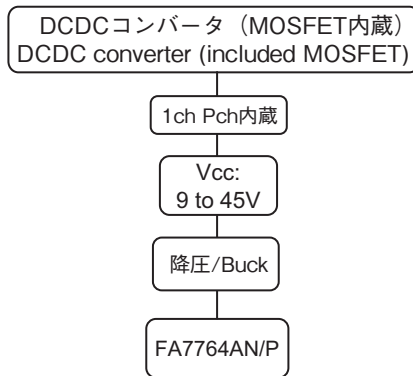 DCDCコンバータ（MOSFET内蔵）
DCDC converter (included MOSFET)
1ch Pch内蔵
Vcc:
9 to 45V
降圧/Buck
FA7764AN/P